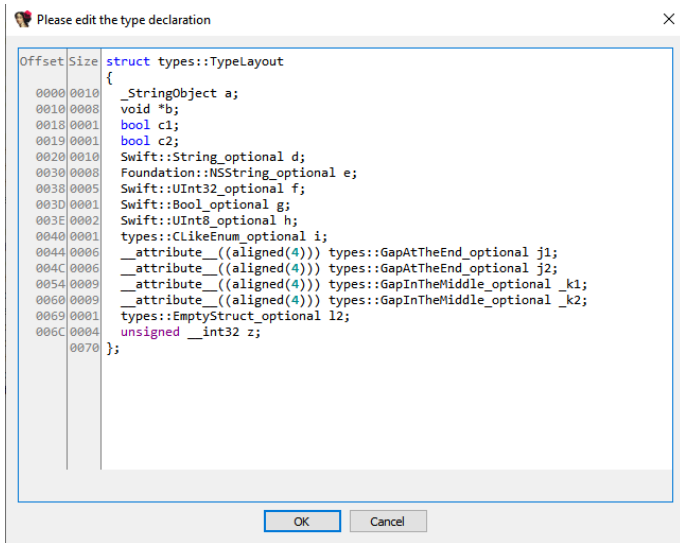 Please edit the type declaration
Offset Size struct types::TypeLayout
{
0000 0010 _StringObject a;
0010 0008 void *b;
0018 0001 bool c1;
0019 0001 bool c2;
0020 0010 Swift::String_optional d;
0030 0008 Foundation::NSString_optional e;
0038 0005 Swift::UInt32_optional f;
003D 0001 Swift::Bool_optional g;
003E 0002 Swift::UInt8_optional h;
0040 0001 types::CLikeEnum_optional i;
0044 0006 __attribute__((aligned(4))) types::GapAtTheEnd_optional j1;
004C 0006 __attribute__((aligned(4))) types::GapAtTheEnd_optional j2;
0054 0009 __attribute__((aligned(4))) types::GapInTheMiddle_optional _k1;
0060 0009 __attribute__((aligned(4))) types::GapInTheMiddle_optional _k2;
0069 0001 types::EmptyStruct_optional l2;
006C 0004 unsigned __int32 z;
0070 };
OK Cancel